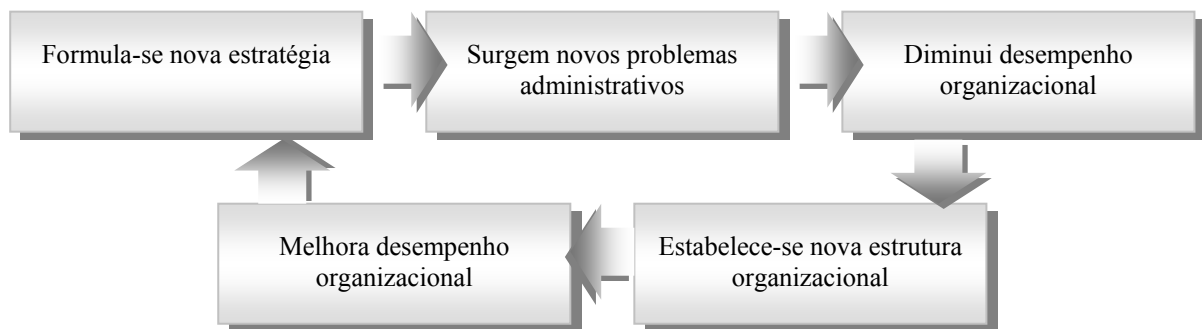 Formula-se nova estratégia
Surgem novos problemas
administrativos
Diminui desempenho
organizacional
Estabelece-se nova estrutura
organizacional
Melhora desempenho
organizacional